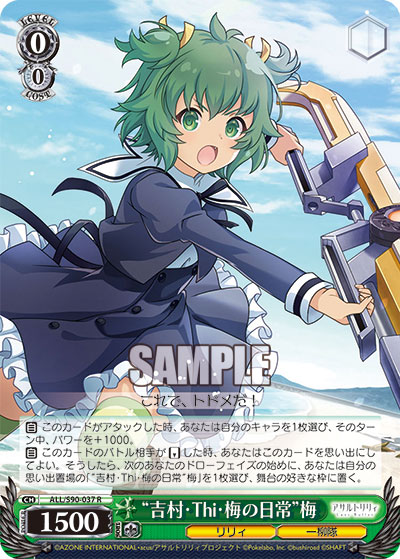 LEVEL
0
0
COST
SAMPLE
これで、トドメだ!
自 このカードがアタックした時、あなたは自分のキャラを1枚選び、そのターン中、パワーを+1000。
自 このカードのバトル相手が【】した時、あなたはこのカードを思い出にしてよい。そうしたら、次のあなたのドローフェイズの始めに、あなたは自分の思い出置場の「“吉村・Thi・梅の日常”梅」を1枚選び、舞台の好きな枠に置く。
CH ALL/S90-037 R
POWER
1500
“吉村・Thi・梅の日常”梅
アサルトリリィ
リリィ
一柳隊
©AZONE INTERNATIONAL・acus/アサルトリリィプロジェクト ©Pokelabo, Inc. ©bushiroad ©SHAFT